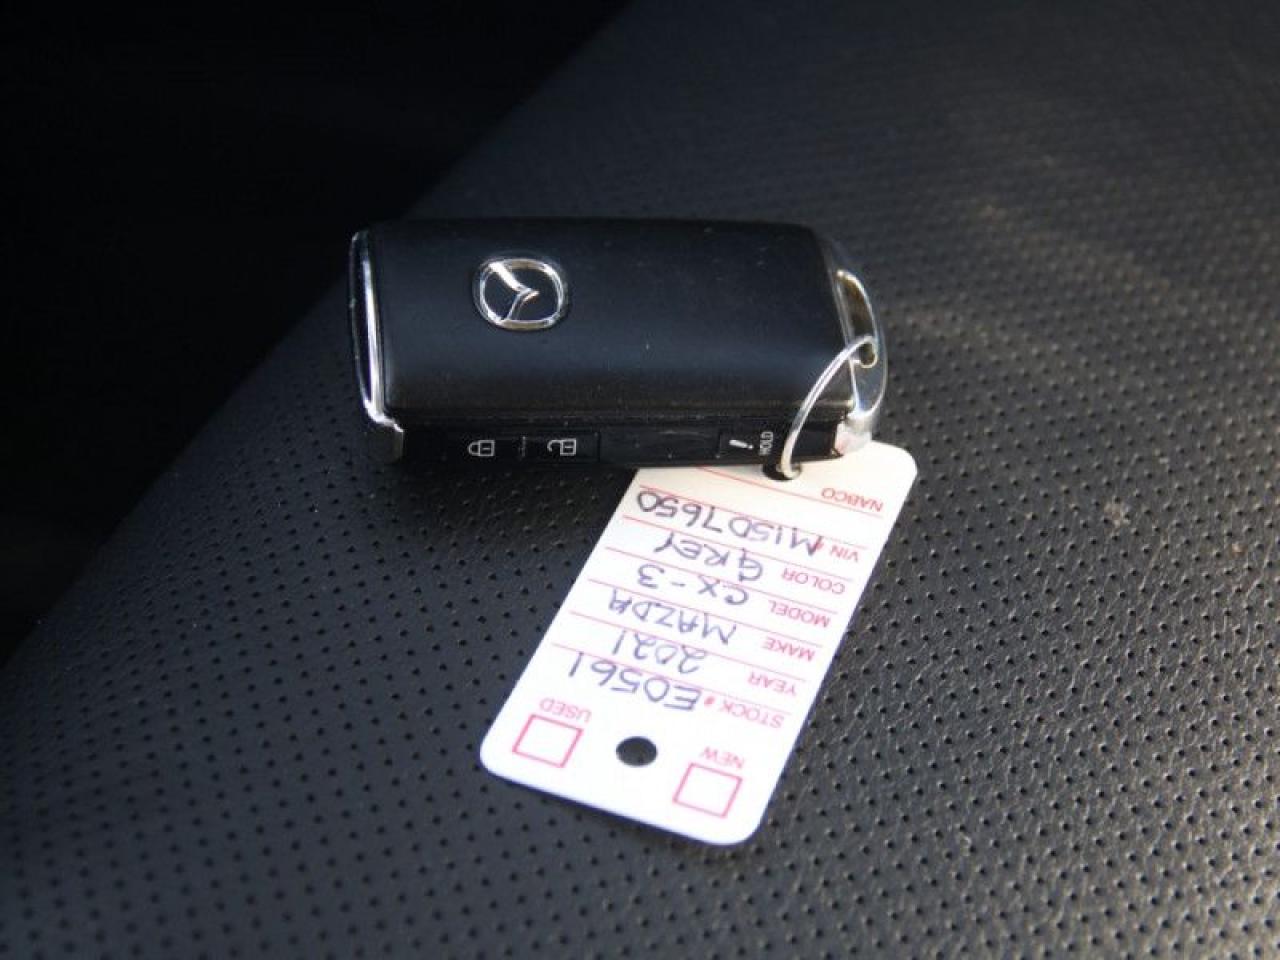 NEW
USED
STOCK # E0561
YEAR 2021
MAKE MAZDA
MODEL CX-3
COLOR GREY
VIN # M15D7650
NABCO
HOLD